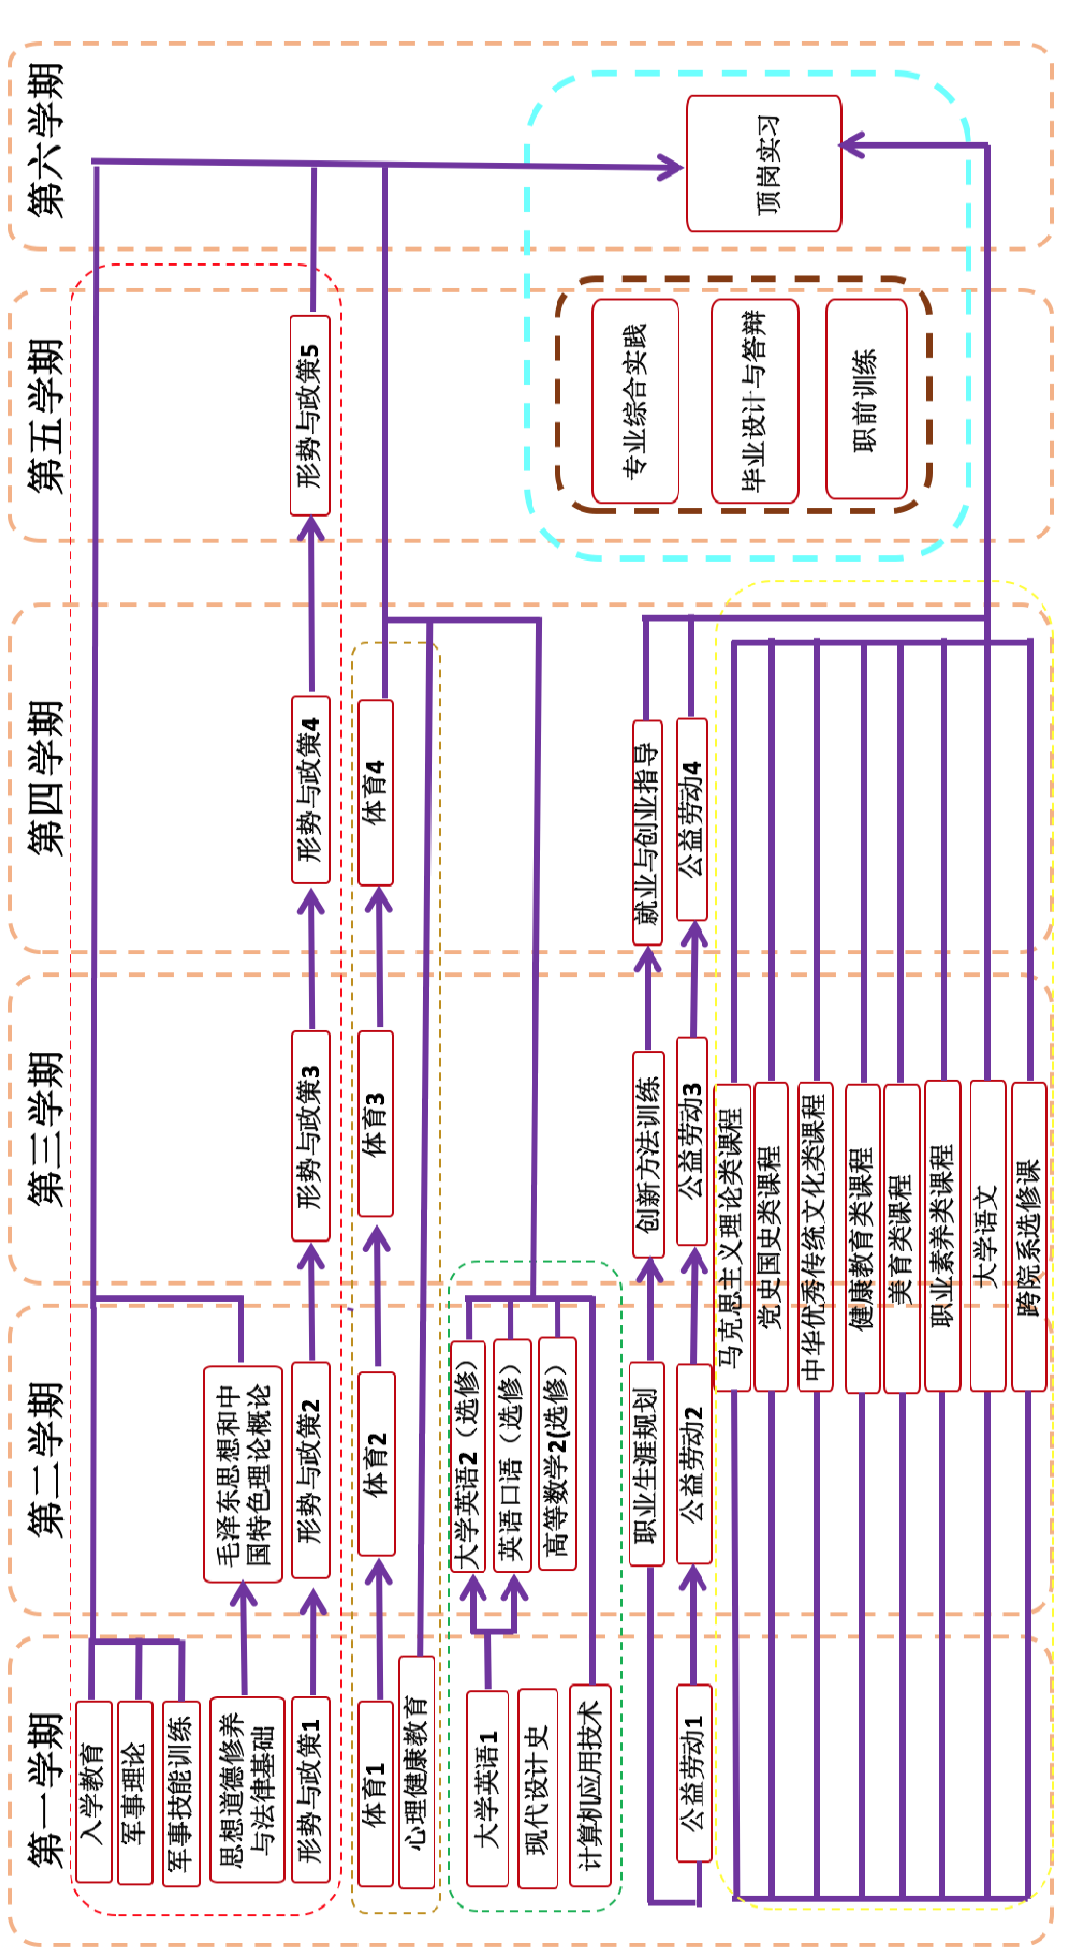 第一学期
第二学期
第三学期
第四学期
第五学期
第六学期
入学教育
军事理论
军事技能训练
思想道德修养
与法律基础
毛泽东思想和中
国特色理论概论
形势与政策1
形势与政策2
形势与政策3
形势与政策4
形势与政策5
体育1
体育2
体育3
体育4
心理健康教育
大学英语1
大学英语2（选修）
英语口语（选修）
高等数学2(选修）
现代设计史
计算机应用技术
职业生涯规划
创新方法训练
就业与创业指导
公益劳动1
公益劳动2
公益劳动3
公益劳动4
马克思主义理论类课程
党史国史类课程
中华优秀传统文化类课程
健康教育类课程
美育类课程
职业素养类课程
大学语文
跨院系选修课
专业综合实践
毕业设计与答辩
职前训练
顶岗实习